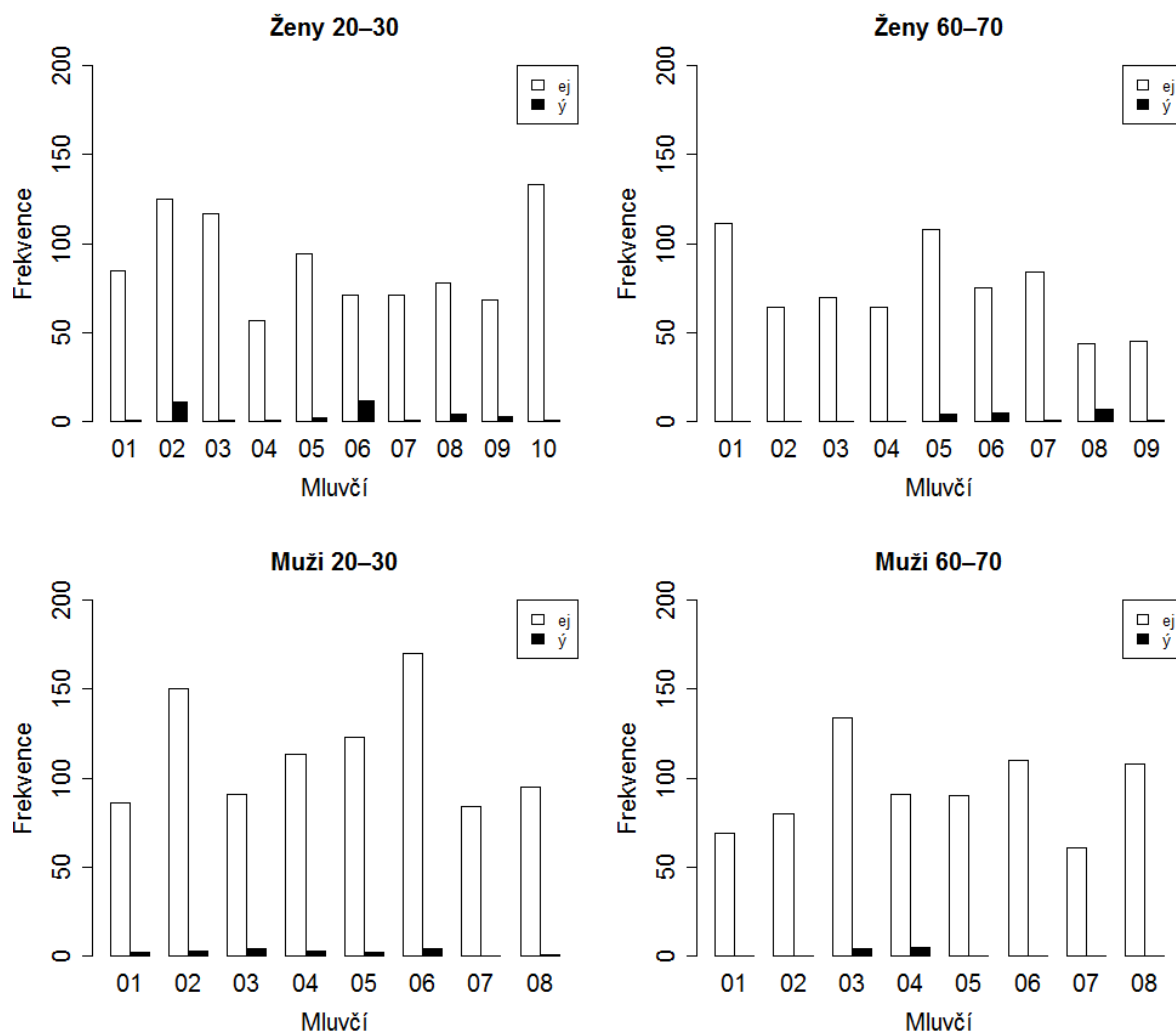 Ženy 20–30
Frekvence
200
150
100
50
0
ej
ý
01 02 03 04 05 06 07 08 09 10
Mluvčí
Ženy 60–70
Frekvence
200
150
100
50
0
ej
ý
01 02 03 04 05 06 07 08 09
Mluvčí
Muži 20–30
Frekvence
200
150
100
50
0
ej
ý
01 02 03 04 05 06 07 08
Mluvčí
Muži 60–70
Frekvence
200
150
100
50
0
ej
ý
01 02 03 04 05 06 07 08
Mluvčí